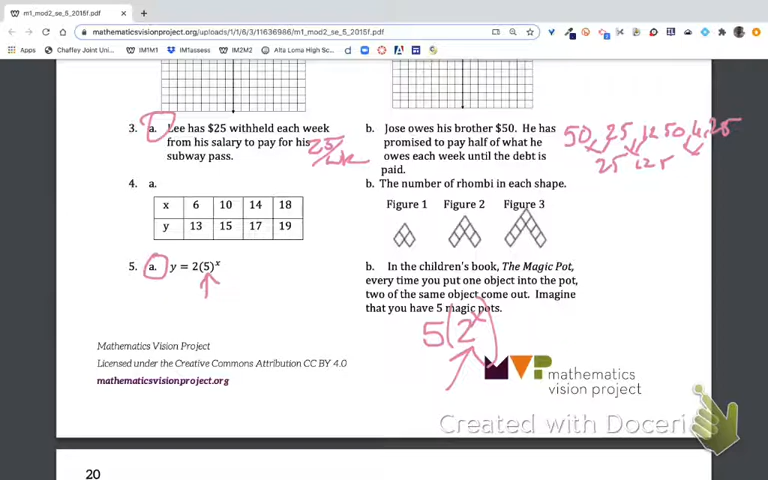 m1_mod2_se_5_2015f.pdf
mathematicsvisionproject.org/uploads/1/1/6/3/11636986/m1_mod2_se_5_2015f.pdf
Apps Chaffey Joint Uni... IM1M1 IM1assess IM2M2 Alta Loma High Sc...
3. a. Lee has $25 withheld each week
from his salary to pay for his
subway pass.
25/wk
b. Jose owes his brother $50. He has
promised to pay half of what he
owes each week until the debt is
paid.
50, 25, 12.50, 6.25
25 12.5
4. a.
x 6 10 14 18
y 13 15 17 19
b. The number of rhombi in each shape.
Figure 1 Figure 2 Figure 3
5. a. y = 2(5)ˣ
b. In the children's book, The Magic Pot,
every time you put one object into the pot,
two of the same object come out. Imagine
that you have 5 magic pots.
5(2ˣ)
Mathematics Vision Project
Licensed under the Creative Commons Attribution CC BY 4.0
mathematicsvisionproject.org
MVP mathematics
vision project
Created with Doceri
20